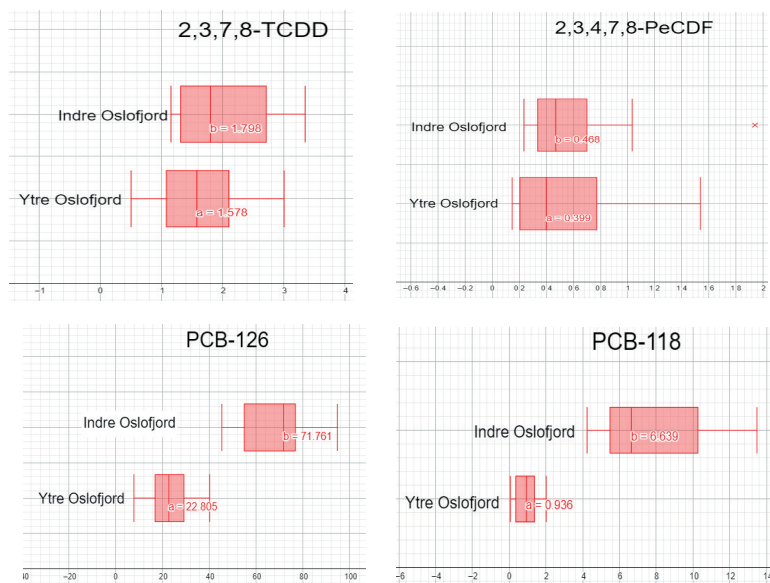 2,3,7,8-TCDD
Indre Oslofjord
b = 1.798
Ytre Oslofjord
a = 1.578
−1 0 1 2 3 4
2,3,4,7,8-PeCDF
Indre Oslofjord
b = 0.468
Ytre Oslofjord
a = 0.399
−0.6 −0.4 −0.2 0 0.2 0.4 0.6 0.8 1 1.2 1.4 1.6 1.8 2
PCB-126
Indre Oslofjord
b = 71.761
Ytre Oslofjord
a = 22.805
−20 0 20 40 60 80 100
PCB-118
Indre Oslofjord
b = 6.639
Ytre Oslofjord
a = 0.936
−6 −4 −2 0 2 4 6 8 10 12 14